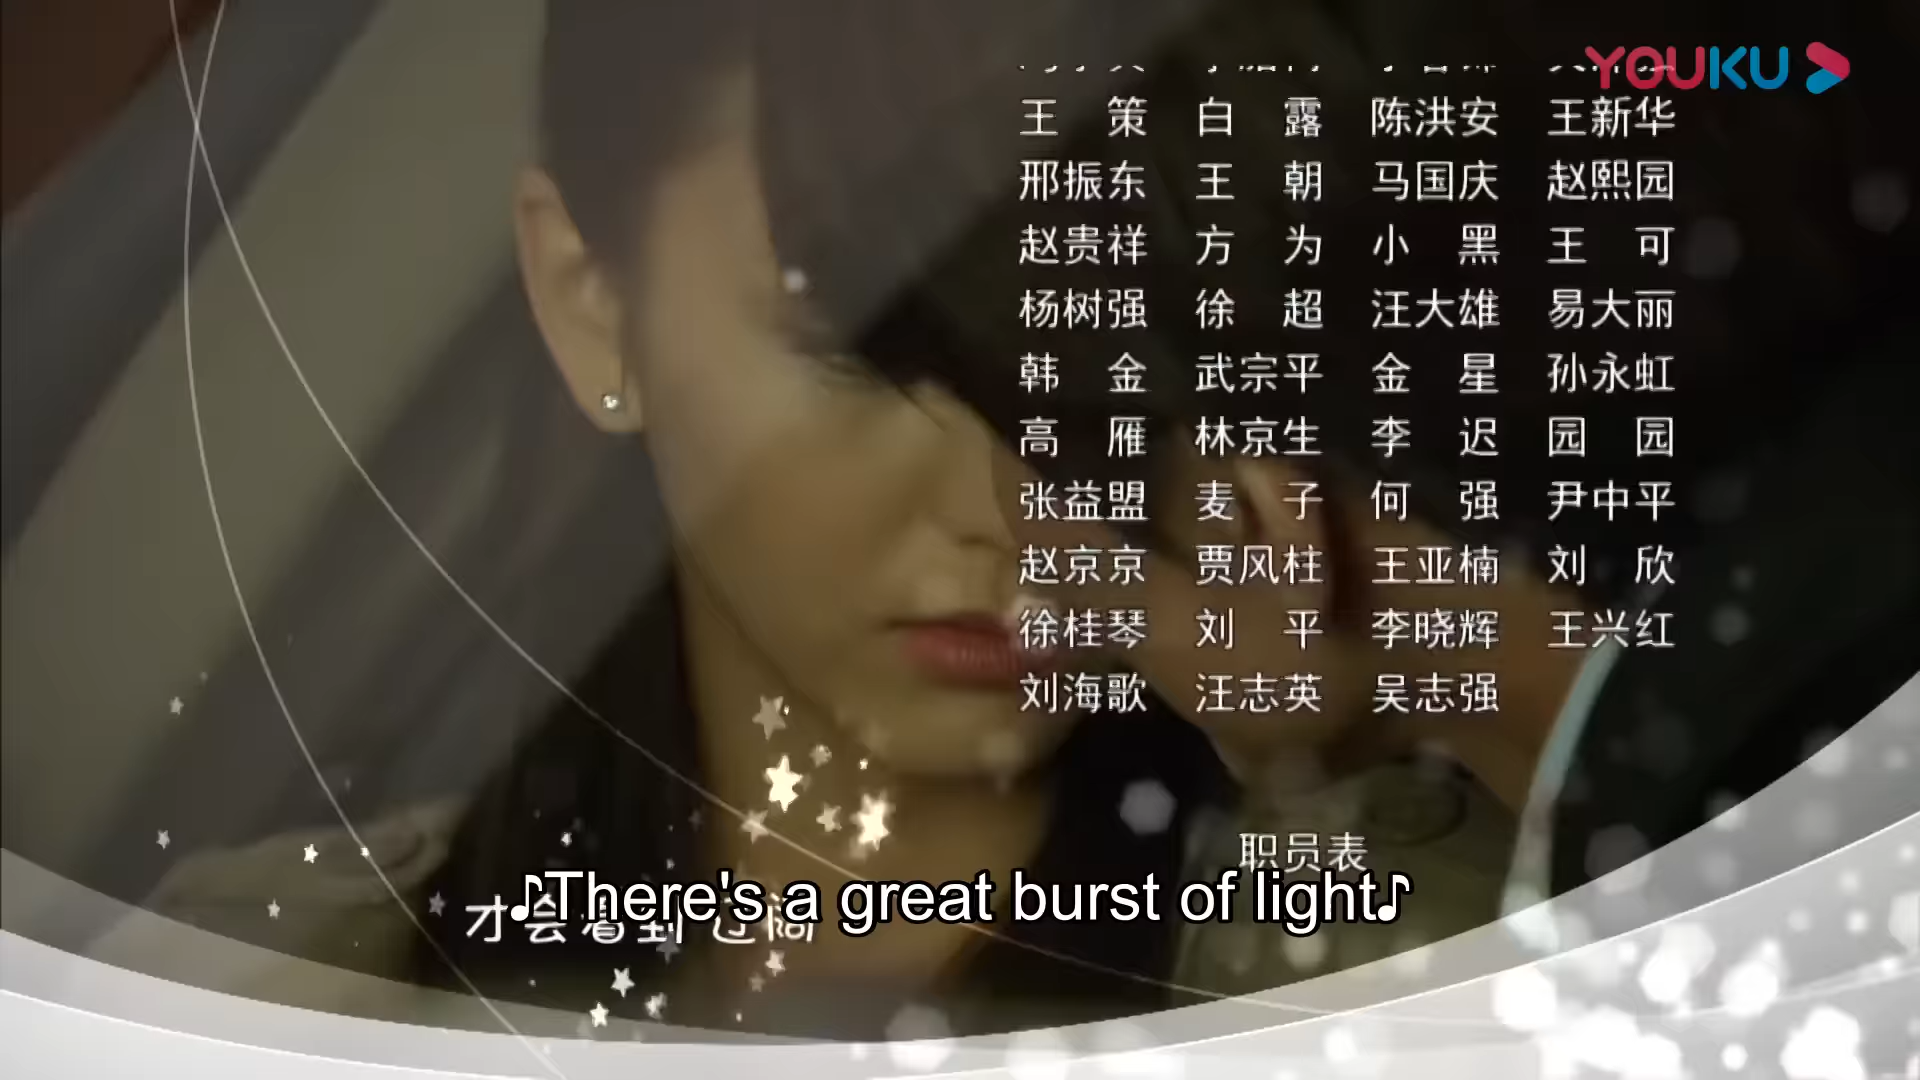 YOUKU
王 策 白 露 陈洪安 王新华
邢振东 王 朝 马国庆 赵熙园
赵贵祥 方 为 小 黑 王 可
杨树强 徐 超 汪大雄 易大丽
韩 金 武宗平 金 星 孙永虹
高 雁 林京生 李 迟 园 园
张益盟 麦 子 何 强 尹中平
赵京京 贾风柱 王亚楠 刘 欣
徐桂琴 刘 平 李晓辉 王兴红
刘海歌 汪志英 吴志强
职员表
♪There's a great burst of light♪
才会看到